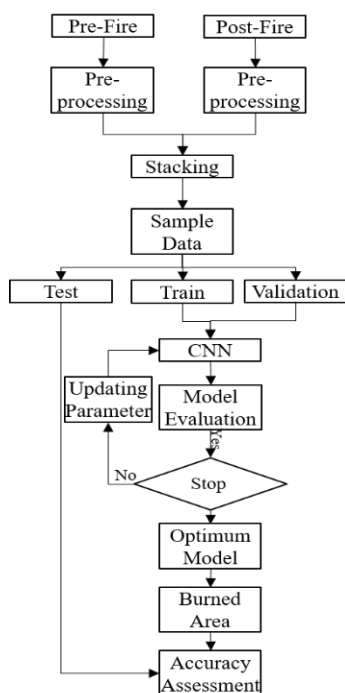 Pre-Fire
Post-Fire
Pre-
processing
Pre-
processing
Stacking
Sample
Data
Test
Train
Validation
CNN
Updating
Parameter
Model
Evaluation
Yes
No
Stop
Optimum
Model
Burned
Area
Accuracy
Assessment